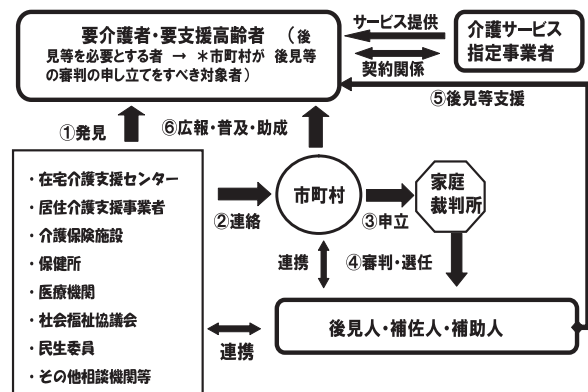 要介護者・要支援高齢者　（後
見等を必要とする者 → ＊市町村が 後見等
の審判の申し立てをすべき対象者）
サービス提供
契約関係
介護サービス
指定事業者
⑤後見等支援
①発見
⑥広報・普及・助成
・在宅介護支援センター
・居住介護支援事業者
・介護保険施設
・保健所
・医療機関
・社会福祉協議会
・民生委員
・その他相談機関等
②連絡
市町村
③申立
家庭
裁判所
連携
④審判・選任
後見人・補佐人・補助人
連携